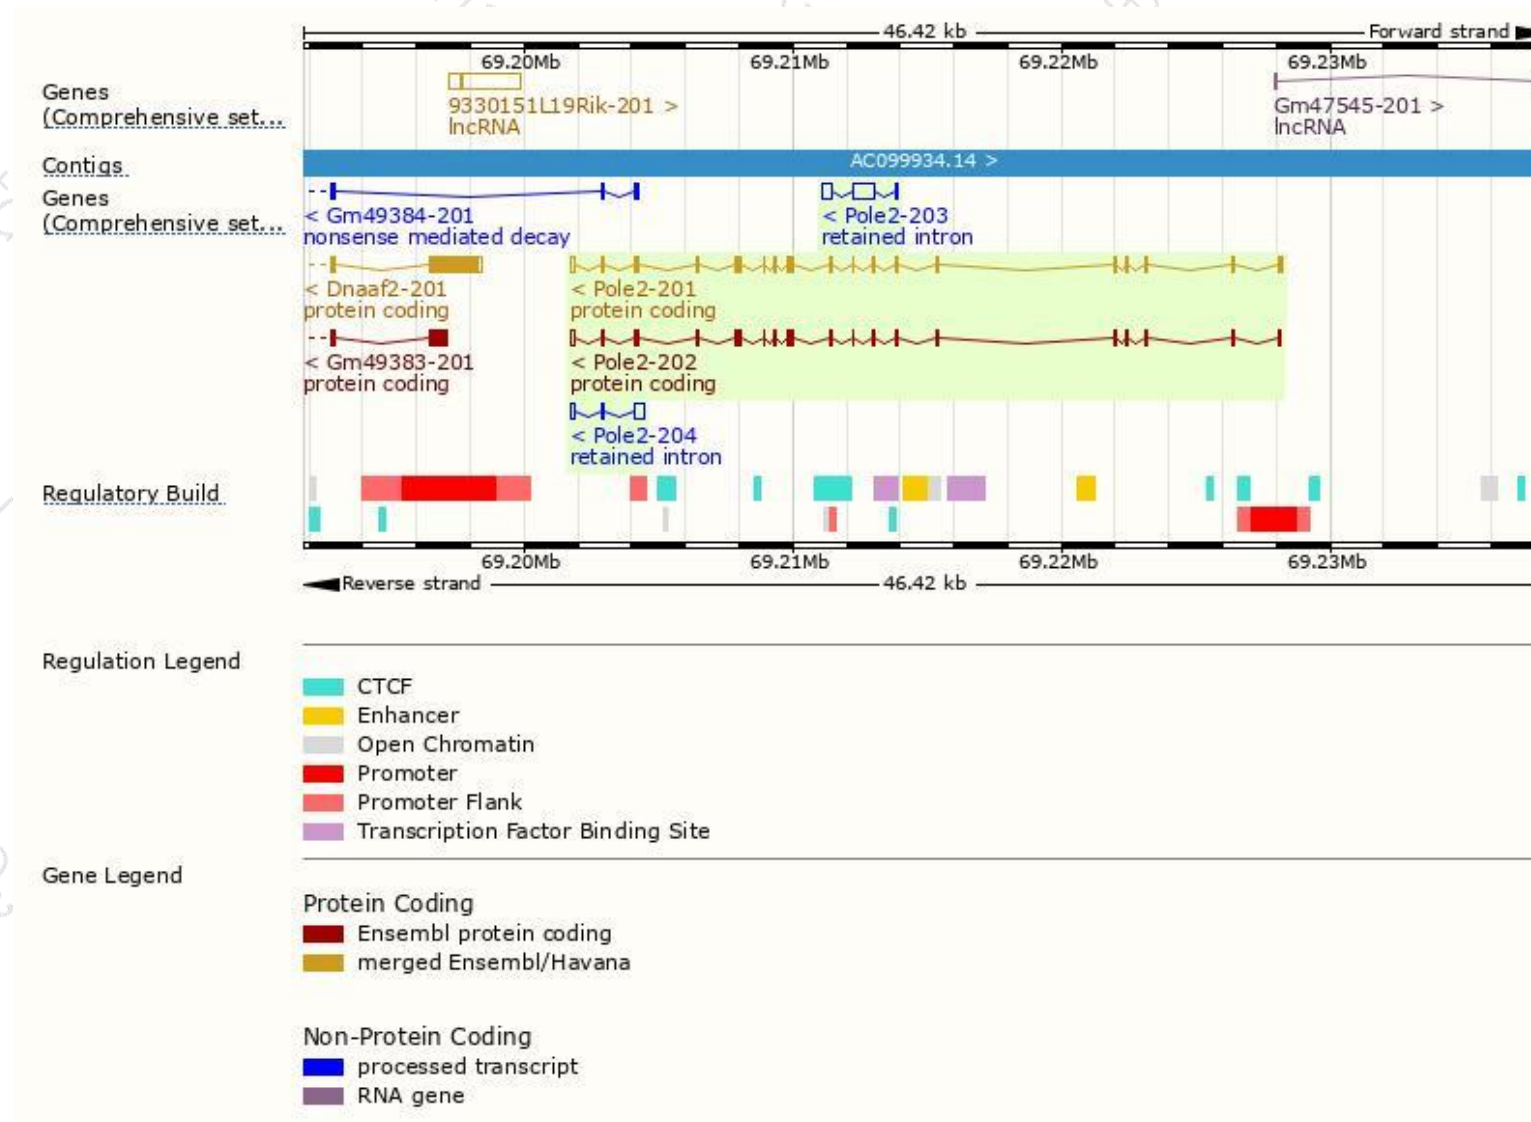 46.42 kb
Forward strand
69.20Mb 69.21Mb 69.22Mb 69.23Mb
Genes
(Comprehensive set...
9330151L19Rik-201 >
lncRNA
Gm47545-201 >
lncRNA
Contigs
AC099934.14 >
Genes
(Comprehensive set...
< Gm49384-201
nonsense mediated decay
< Pole2-203
retained intron
< Dnaaf2-201
protein coding
< Pole2-201
protein coding
< Gm49383-201
protein coding
< Pole2-202
protein coding
< Pole2-204
retained intron
Regulatory Build
69.20Mb 69.21Mb 69.22Mb 69.23Mb
Reverse strand
46.42 kb
Regulation Legend
CTCF
Enhancer
Open Chromatin
Promoter
Promoter Flank
Transcription Factor Binding Site
Gene Legend
Protein Coding
Ensembl protein coding
merged Ensembl/Havana
Non-Protein Coding
processed transcript
RNA gene